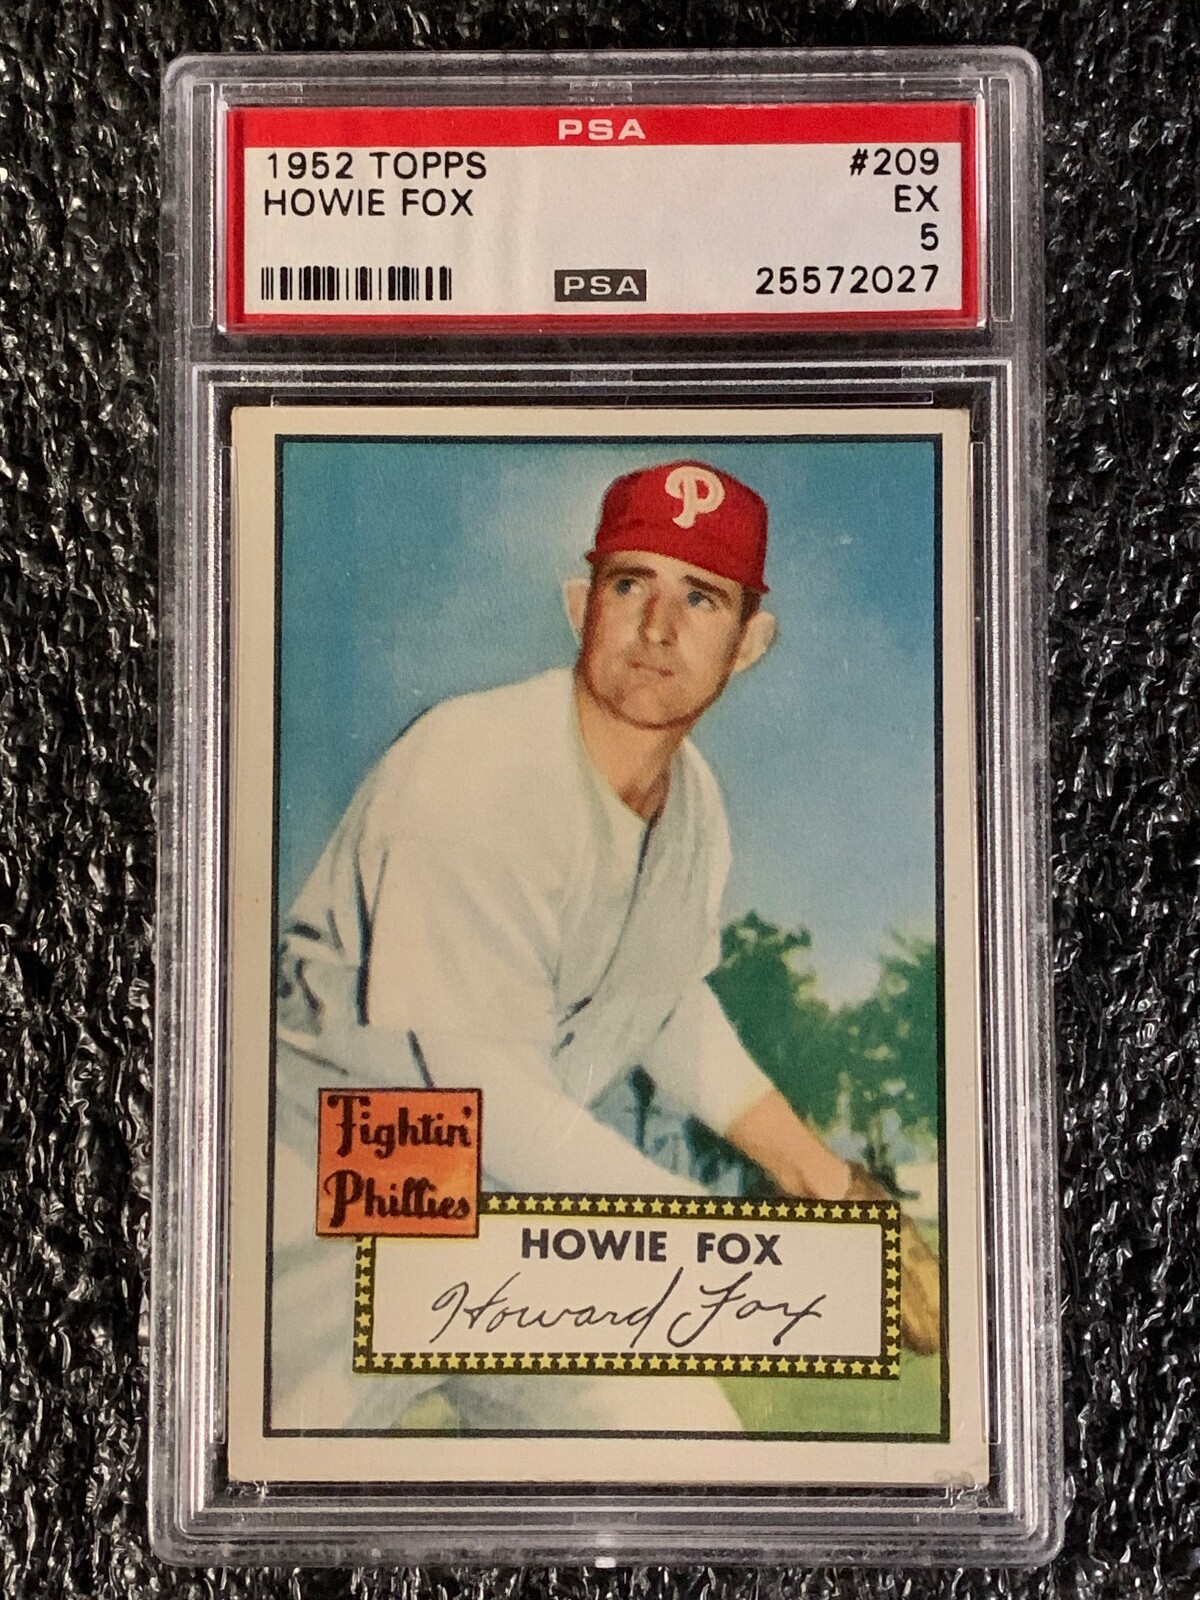 PSA
1952 TOPPS #209
HOWIE FOX EX
5
PSA 25572027
P
Fightin'
Phillies
HOWIE FOX
Howard Fox